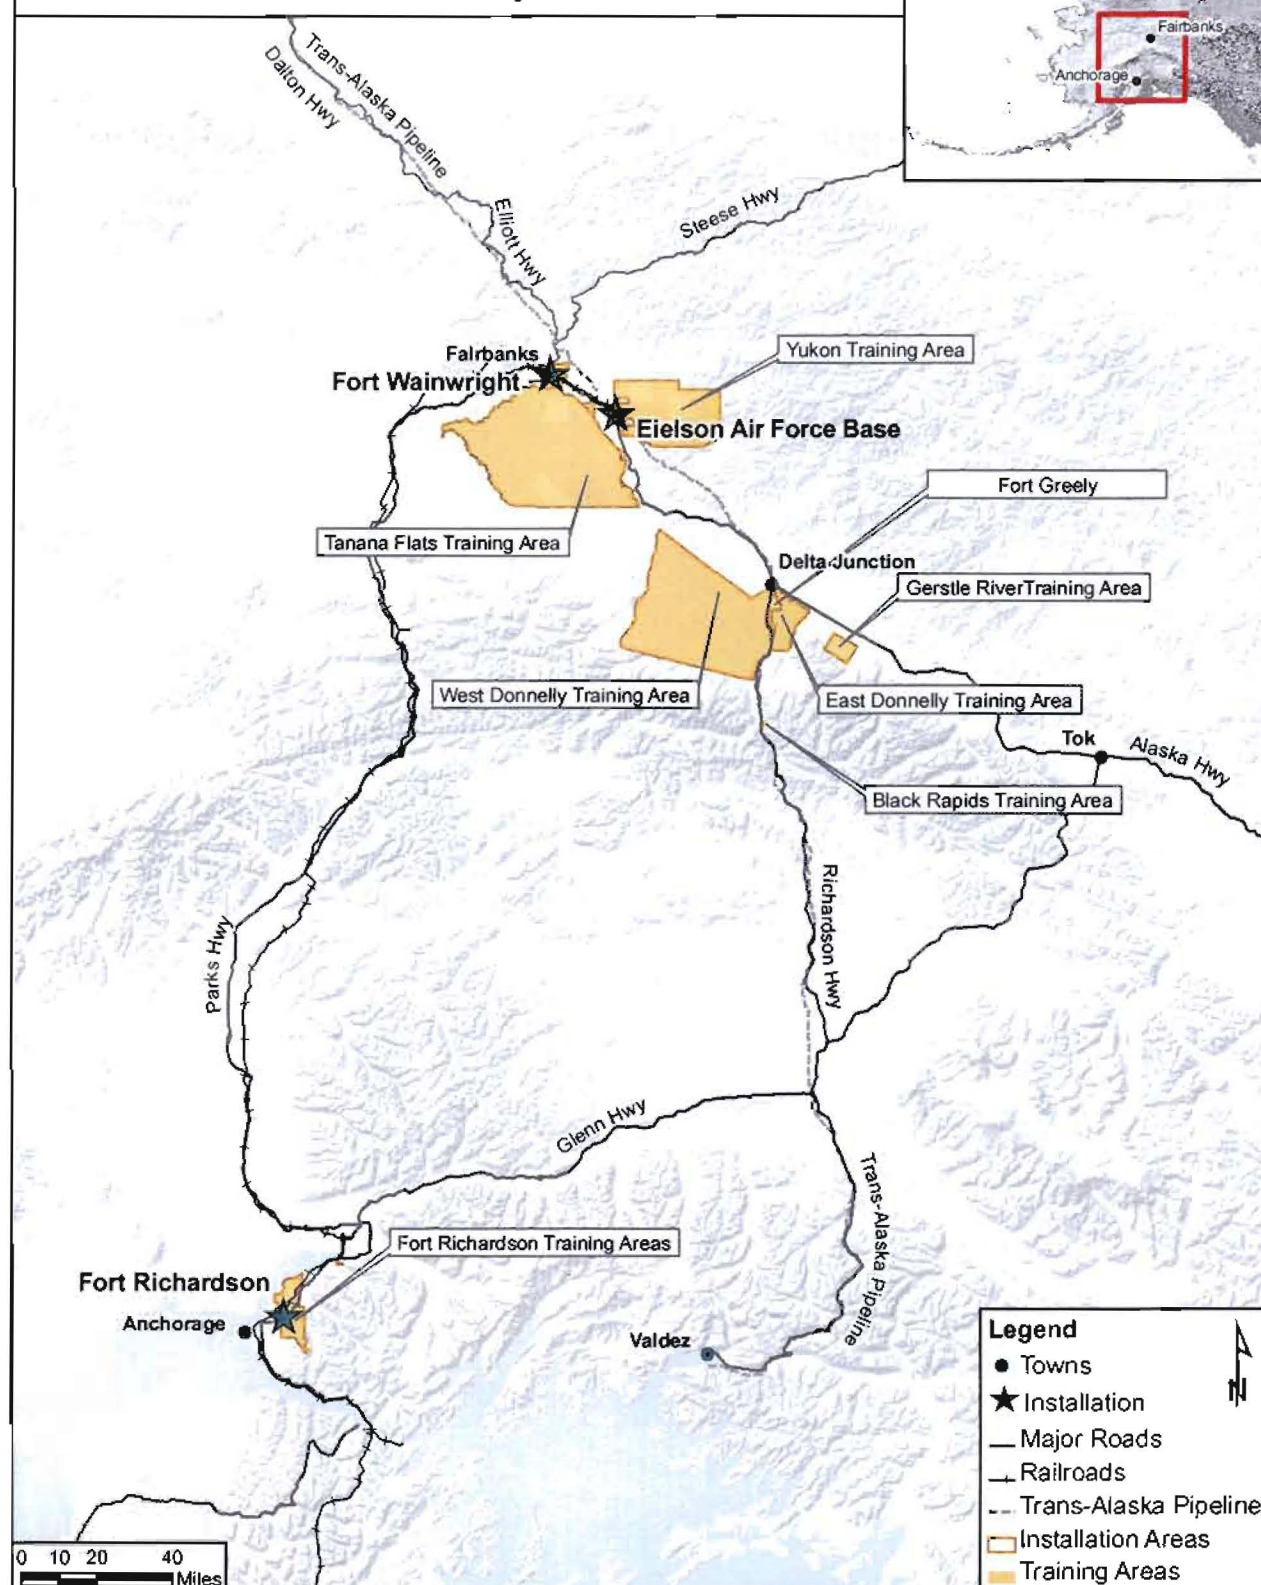 Fairbanks
Anchorage
Trans-Alaska Pipeline
Dalton Hwy
Elliott Hwy
Steese Hwy
Fairbanks
Yukon Training Area
Fort Wainwright
Eielson Air Force Base
Fort Greely
Tanana Flats Training Area
Delta Junction
Gerstle RiverTraining Area
West Donnelly Training Area
East Donnelly Training Area
Tok
Alaska Hwy
Black Rapids Training Area
Richardson Hwy
Parks Hwy
Glenn Hwy
Trans-Alaska Pipeline
Fort Richardson Training Areas
Fort Richardson
Anchorage
Valdez
Legend
Towns
Installation
N
Major Roads
Railroads
Trans-Alaska Pipeline
Installation Areas
Training Areas
0 10 20 40
Miles